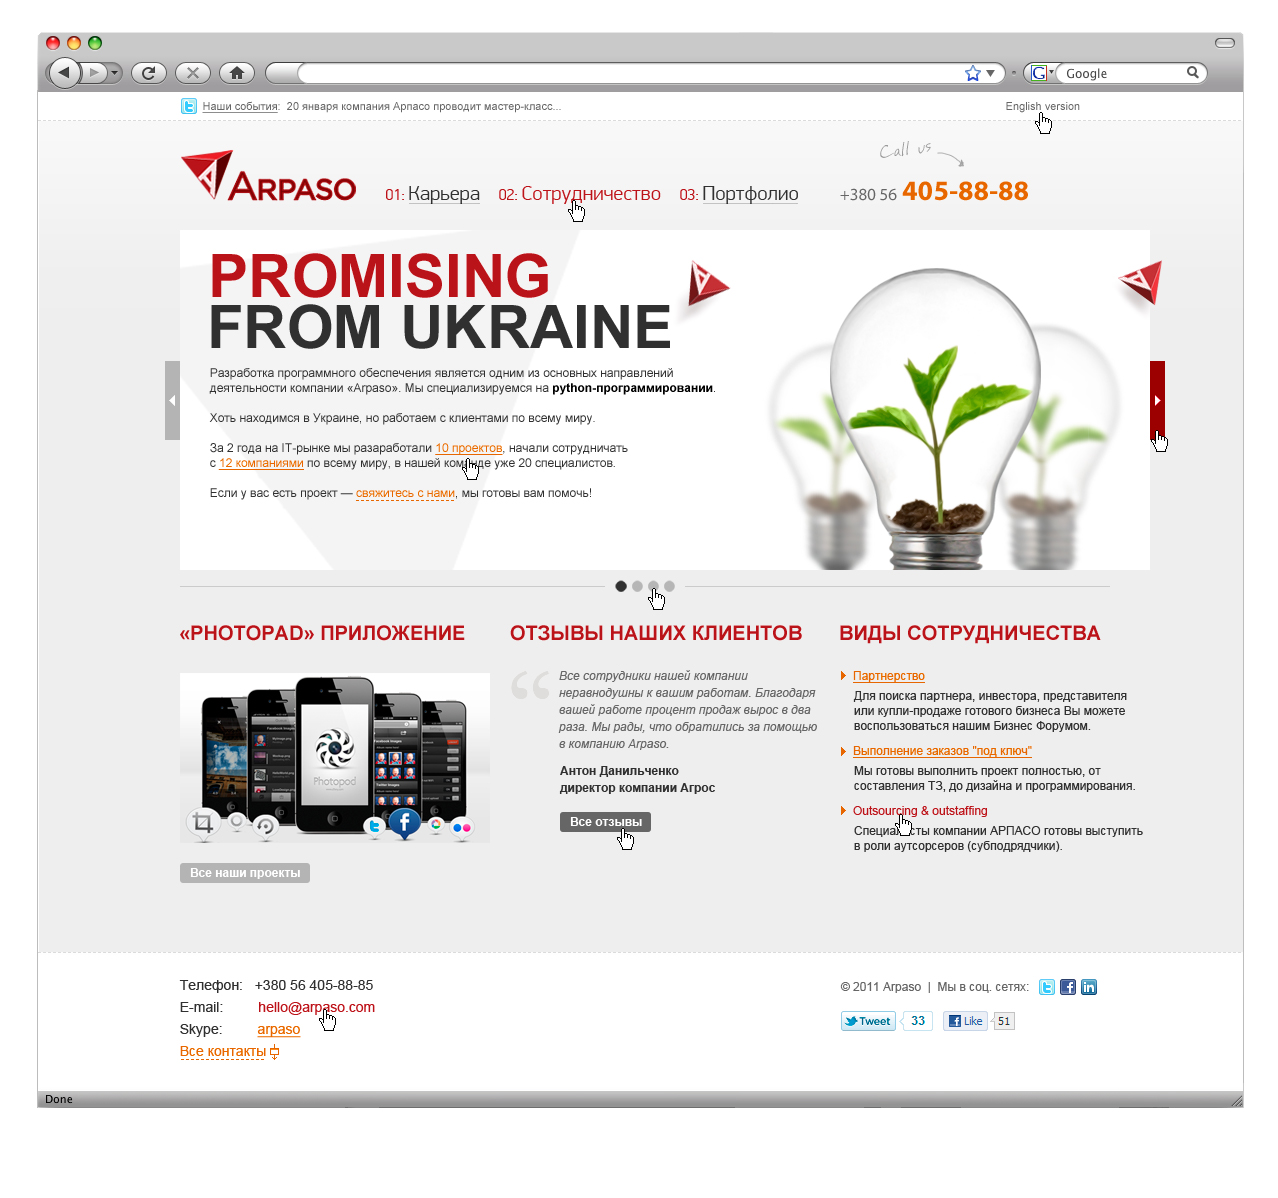 Google
Наши события: 20 января компания Арпасо проводит мастер-класс...
English version
Call us
ARPASO
01: Карьера 02: Сотрудничество 03: Портфолио
+380 56 405-88-88
PROMISING
FROM UKRAINE
Разработка программного обеспечения является одним из основных направлений
деятельности компании «Arpaso». Мы специализируемся на python-программировании.
Хоть находимся в Украине, но работаем с клиентами по всему миру.
За 2 года на IT-рынке мы разаработали 10 проектов, начали сотрудничать
с 12 компаниями по всему миру, в нашей команде уже 20 специалистов.
Если у вас есть проект — свяжитесь с нами, мы готовы вам помочь!
«PHOTOPAD» ПРИЛОЖЕНИЕ
Photopad
Все наши проекты
ОТЗЫВЫ НАШИХ КЛИЕНТОВ
Все сотрудники нашей компании
неравнодушны к вашим работам. Благодаря
вашей работе процент продаж вырос в два
раза. Мы рады, что обратились за помощью
в компанию Arpaso.
Антон Данильченко
директор компании Агрос
Все отзывы
ВИДЫ СОТРУДНИЧЕСТВА
Партнерство
Для поиска партнера, инвестора, представителя
или купли-продаже готового бизнеса Вы можете
воспользоваться нашим Бизнес Форумом.
Выполнение заказов "под ключ"
Мы готовы выполнить проект полностью, от
составления ТЗ, до дизайна и программирования.
Outsourcing & outstaffing
Специалисты компании АРПАСО готовы выступить
в роли аутсорсеров (субподрядчики).
Телефон: +380 56 405-88-85
E-mail: hello@arpaso.com
Skype: arpaso
Все контакты
© 2011 Arpaso | Мы в соц. сетях:
Tweet 33 Like 51
Done